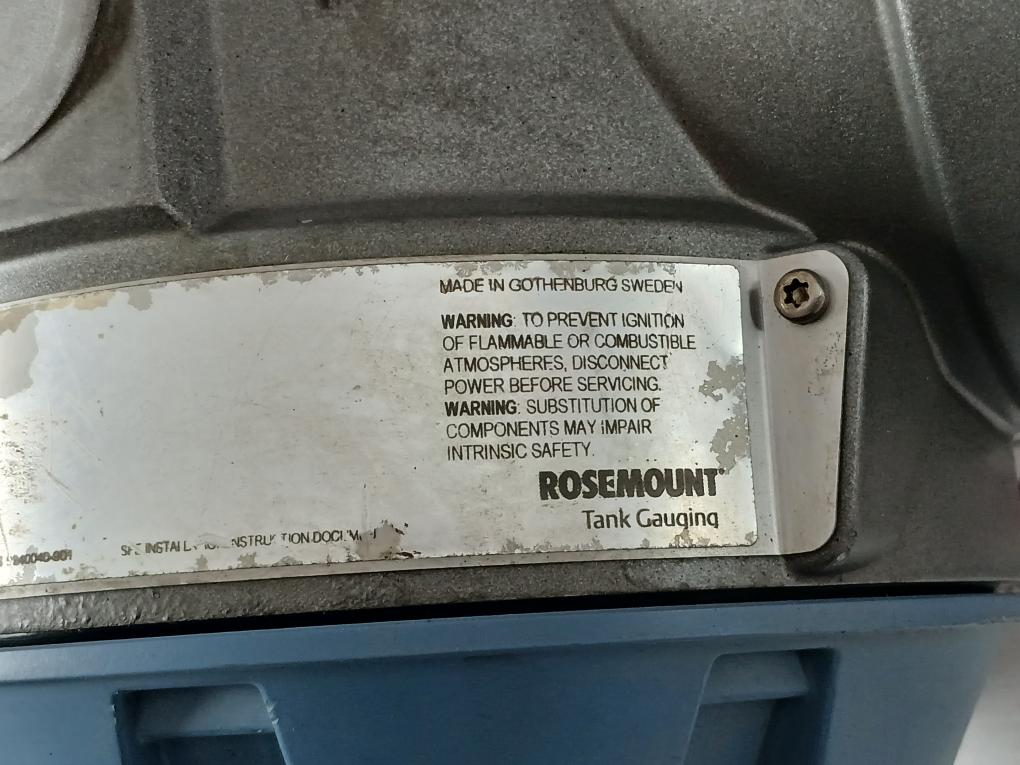 MADE IN GOTHENBURG SWEDEN
WARNING: TO PREVENT IGNITION
OF FLAMMABLE OR COMBUSTIBLE
ATMOSPHERES, DISCONNECT
POWER BEFORE SERVICING.
WARNING: SUBSTITUTION OF
COMPONENTS MAY IMPAIR
INTRINSIC SAFETY.
ROSEMOUNT
Tank Gauging